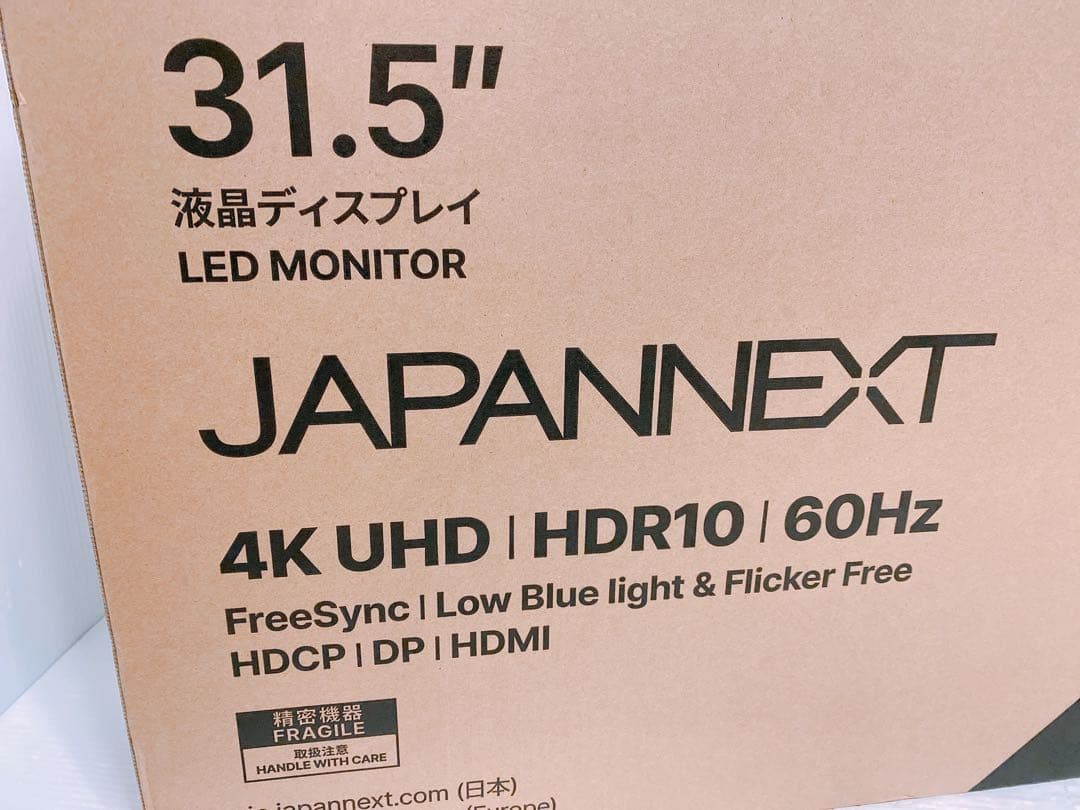 31.5"
液晶ディスプレイ
LED MONITOR
JAPANNEXT
4K UHD | HDR10 | 60Hz
FreeSync | Low Blue light & Flicker Free
HDCP | DP | HDMI
精密機器
FRAGILE
取扱注意
HANDLE WITH CARE
japannext.com (日本)
(Europe)